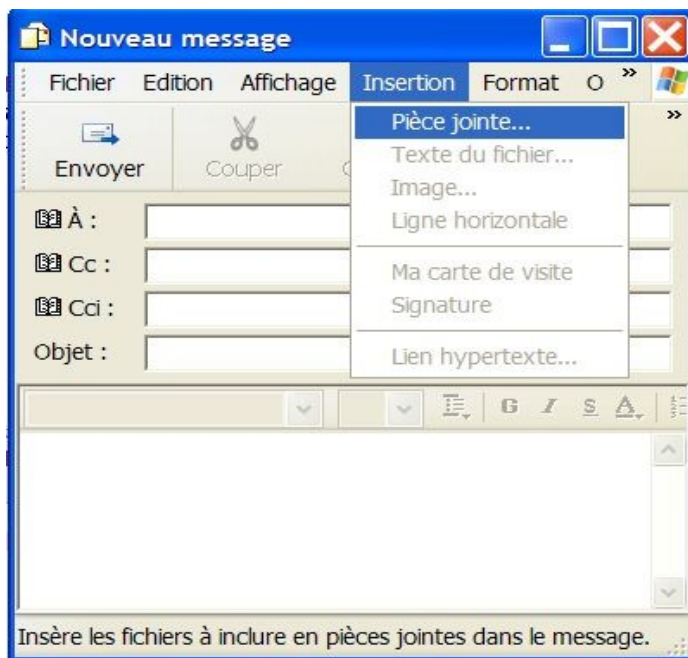 Nouveau message
Fichier Edition Affichage Insertion Format O »
»
Envoyer Couper
Pièce jointe...
Texte du fichier...
Image...
Ligne horizontale
Ma carte de visite
Signature
Lien hypertexte...
À :
Cc :
Cci :
Objet :
G I S A
Insère les fichiers à inclure en pièces jointes dans le message.